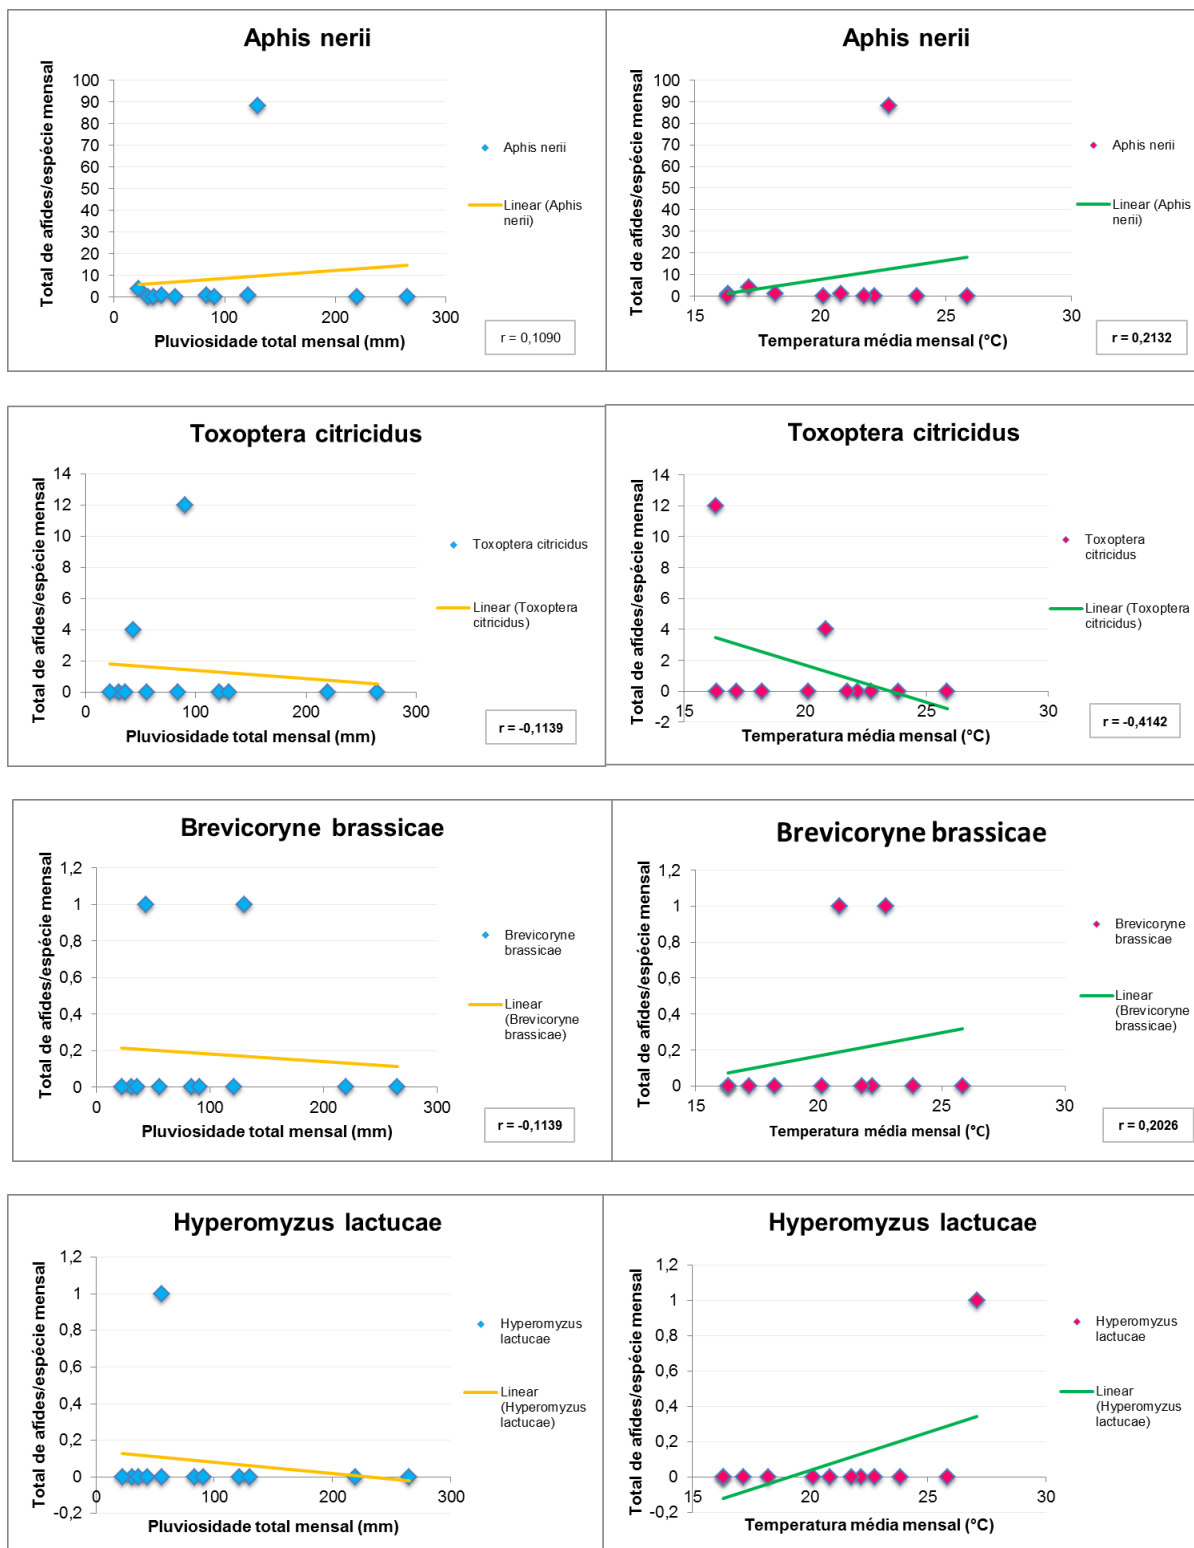 Aphis nerii
Total de afides/espécie mensal
100
90
80
70
60
50
40
30
20
10
0
0 100 200 300
Pluviosidade total mensal (mm)
Aphis nerii
Linear (Aphis
nerii)
r = 0,1090
Aphis nerii
Total de afides/espécie mensal
100
90
80
70
60
50
40
30
20
10
0
15 20 25 30
Temperatura média mensal (°C)
Aphis nerii
Linear (Aphis
nerii)
r = 0,2132
Toxoptera citricidus
Total de afides/espécie mensal
14
12
10
8
6
4
2
0
0 100 200 300
Pluviosidade total mensal (mm)
Toxoptera citricidus
Linear (Toxoptera
citricidus)
r = -0,1139
Toxoptera citricidus
Total de afides/espécie mensal
14
12
10
8
6
4
2
0
-2
15 20 25 30
Temperatura média mensal (°C)
Toxoptera
citricidus
Linear (Toxoptera
citricidus)
r = -0,4142
Brevicoryne brassicae
Total de afides/espécie mensal
1,2
1
0,8
0,6
0,4
0,2
0
0 100 200 300
Pluviosidade total mensal (mm)
Brevicoryne
brassicae
Linear
(Brevicoryne
brassicae)
r = -0,1139
Brevicoryne brassicae
Total de afides/espécie mensal
1,2
1
0,8
0,6
0,4
0,2
0
15 20 25 30
Temperatura média mensal (°C)
Brevicoryne
brassicae
Linear
(Brevicoryne
brassicae)
r = 0,2026
Hyperomyzus lactucae
Total de afides/espécie mensal
1,2
1
0,8
0,6
0,4
0,2
0
-0,2
0 100 200 300
Pluviosidade total mensal (mm)
Hyperomyzus
lactucae
Linear
(Hyperomyzus
lactucae)
Hyperomyzus lactucae
Total de afides/espécie mensal
1,2
1
0,8
0,6
0,4
0,2
0
-0,2
15 20 25 30
Temperatura média mensal (°C)
Hyperomyzus
lactucae
Linear
(Hyperomyzus
lactucae)